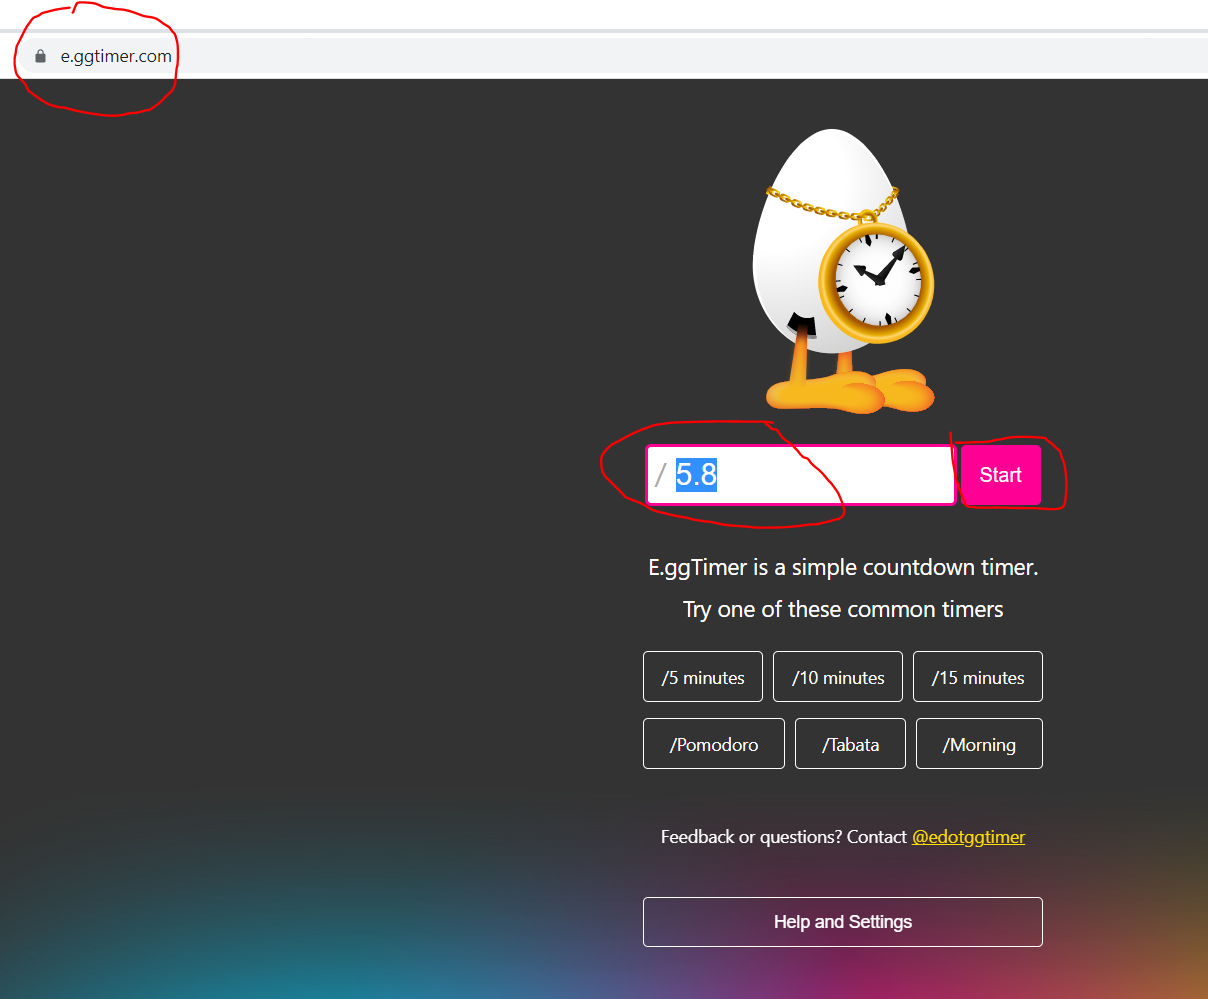 e.ggtimer.com
/ 5.8 Start
E.ggTimer is a simple countdown timer.
Try one of these common timers
/5 minutes /10 minutes /15 minutes
/Pomodoro /Tabata /Morning
Feedback or questions? Contact @edotggtimer
Help and Settings